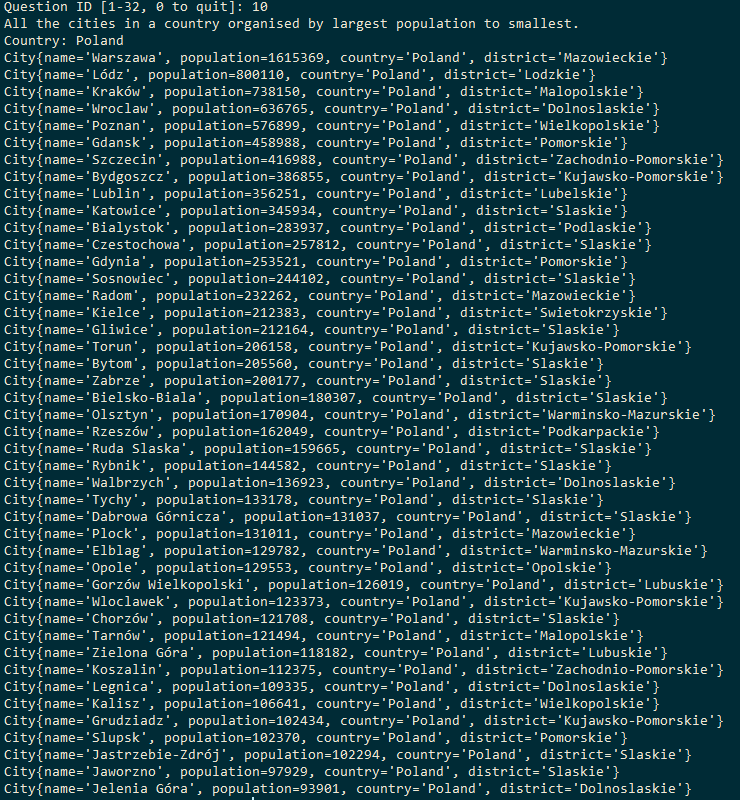 Question ID [1-32, 0 to quit]: 10
All the cities in a country organised by largest population to smallest.
Country: Poland
City{name='Warszawa', population=1615369, country='Poland', district='Mazowieckie'}
City{name='Lódz', population=800110, country='Poland', district='Lodzkie'}
City{name='Kraków', population=738150, country='Poland', district='Malopolskie'}
City{name='Wroclaw', population=636765, country='Poland', district='Dolnoslaskie'}
City{name='Poznan', population=576899, country='Poland', district='Wielkopolskie'}
City{name='Gdansk', population=458988, country='Poland', district='Pomorskie'}
City{name='Szczecin', population=416988, country='Poland', district='Zachodnio-Pomorskie'}
City{name='Bydgoszcz', population=386855, country='Poland', district='Kujawsko-Pomorskie'}
City{name='Lublin', population=356251, country='Poland', district='Lubelskie'}
City{name='Katowice', population=345934, country='Poland', district='Slaskie'}
City{name='Bialystok', population=283937, country='Poland', district='Podlaskie'}
City{name='Czestochowa', population=257812, country='Poland', district='Slaskie'}
City{name='Gdynia', population=253521, country='Poland', district='Pomorskie'}
City{name='Sosnowiec', population=244102, country='Poland', district='Slaskie'}
City{name='Radom', population=232262, country='Poland', district='Mazowieckie'}
City{name='Kielce', population=212383, country='Poland', district='Swietokrzyskie'}
City{name='Gliwice', population=212164, country='Poland', district='Slaskie'}
City{name='Torun', population=206158, country='Poland', district='Kujawsko-Pomorskie'}
City{name='Bytom', population=205560, country='Poland', district='Slaskie'}
City{name='Zabrze', population=200177, country='Poland', district='Slaskie'}
City{name='Bielsko-Biala', population=180307, country='Poland', district='Slaskie'}
City{name='Olsztyn', population=170904, country='Poland', district='Warminsko-Mazurskie'}
City{name='Rzeszów', population=162049, country='Poland', district='Podkarpackie'}
City{name='Ruda Slaska', population=159665, country='Poland', district='Slaskie'}
City{name='Rybnik', population=144582, country='Poland', district='Slaskie'}
City{name='Walbrzych', population=136923, country='Poland', district='Dolnoslaskie'}
City{name='Tychy', population=133178, country='Poland', district='Slaskie'}
City{name='Dabrowa Górnicza', population=131037, country='Poland', district='Slaskie'}
City{name='Plock', population=131011, country='Poland', district='Mazowieckie'}
City{name='Elblag', population=129782, country='Poland', district='Warminsko-Mazurskie'}
City{name='Opole', population=129553, country='Poland', district='Opolskie'}
City{name='Gorzów Wielkopolski', population=126019, country='Poland', district='Lubuskie'}
City{name='Wloclawek', population=123373, country='Poland', district='Kujawsko-Pomorskie'}
City{name='Chorzów', population=121708, country='Poland', district='Slaskie'}
City{name='Tarnów', population=121494, country='Poland', district='Malopolskie'}
City{name='Zielona Góra', population=118182, country='Poland', district='Lubuskie'}
City{name='Koszalin', population=112375, country='Poland', district='Zachodnio-Pomorskie'}
City{name='Legnica', population=109335, country='Poland', district='Dolnoslaskie'}
City{name='Kalisz', population=106641, country='Poland', district='Wielkopolskie'}
City{name='Grudziadz', population=102434, country='Poland', district='Kujawsko-Pomorskie'}
City{name='Slupsk', population=102370, country='Poland', district='Pomorskie'}
City{name='Jastrzebie-Zdrój', population=102294, country='Poland', district='Slaskie'}
City{name='Jaworzno', population=97929, country='Poland', district='Slaskie'}
City{name='Jelenia Góra', population=93901, country='Poland', district='Dolnoslaskie'}